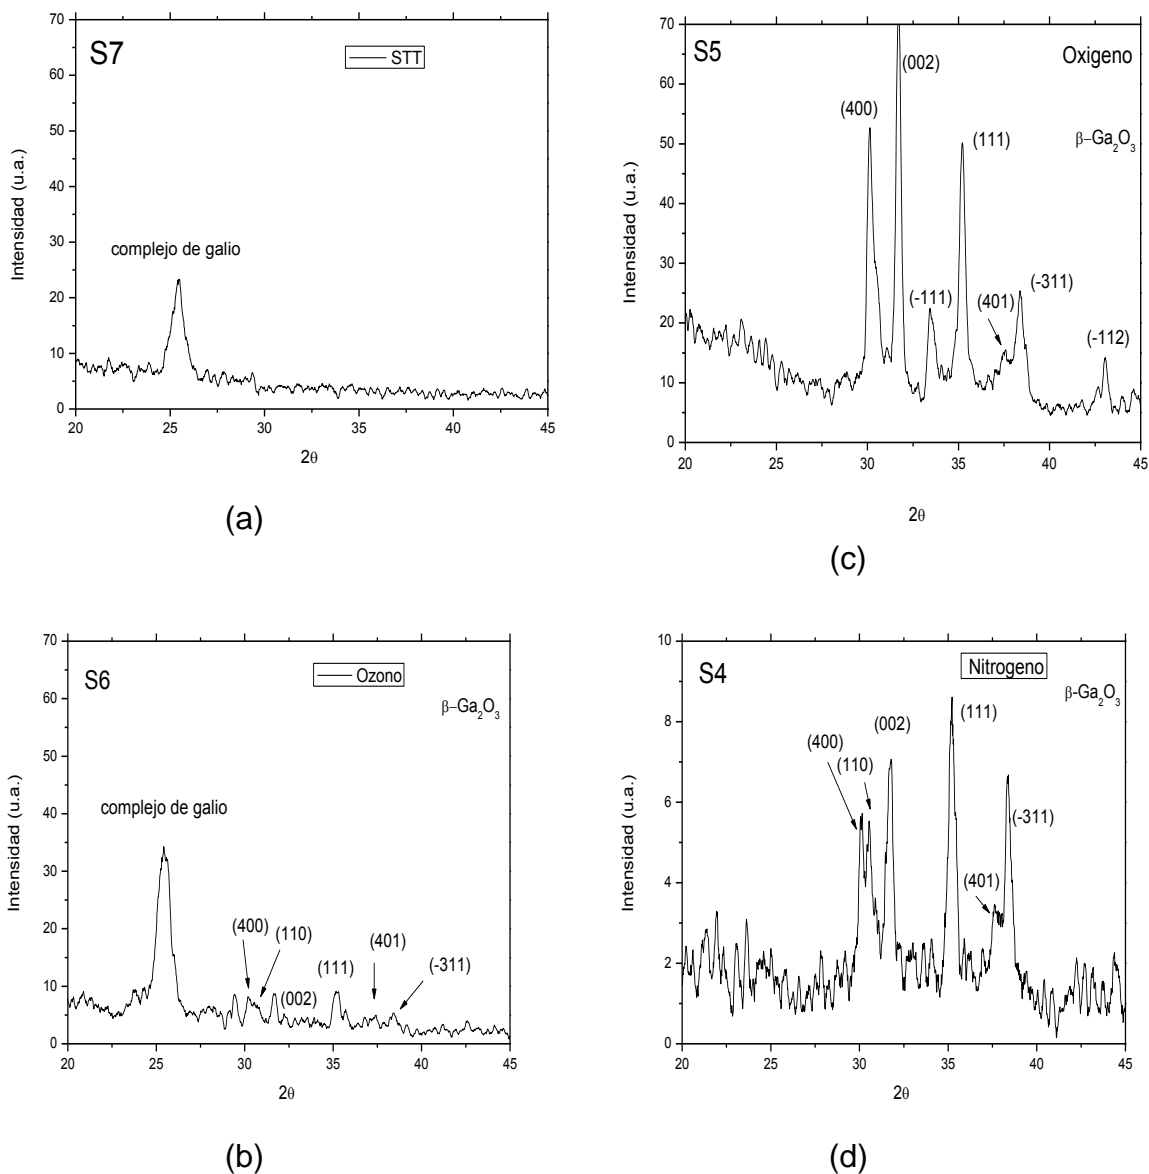 S7
STT
complejo de galio
Intensidad (u.a.)
70
60
50
40
30
20
10
0
20 25 30 35 40 45
2θ
(a)
S5
Oxigeno
(002)
(400)
(111)
β−Ga2O3
(-111)
(401)
(-311)
(-112)
Intensidad (u.a.)
70
60
50
40
30
20
10
0
20 25 30 35 40 45
2θ
(c)
S6
Ozono
β−Ga2O3
complejo de galio
(400)
(110)
(002)
(111)
(401)
(-311)
Intensidad (u.a.)
70
60
50
40
30
20
10
0
20 25 30 35 40 45
2θ
(b)
S4
Nitrogeno
β-Ga2O3
(400)
(110)
(002)
(111)
(401)
(-311)
Intensidad (u.a.)
10
8
6
4
2
0
20 25 30 35 40 45
2θ
(d)